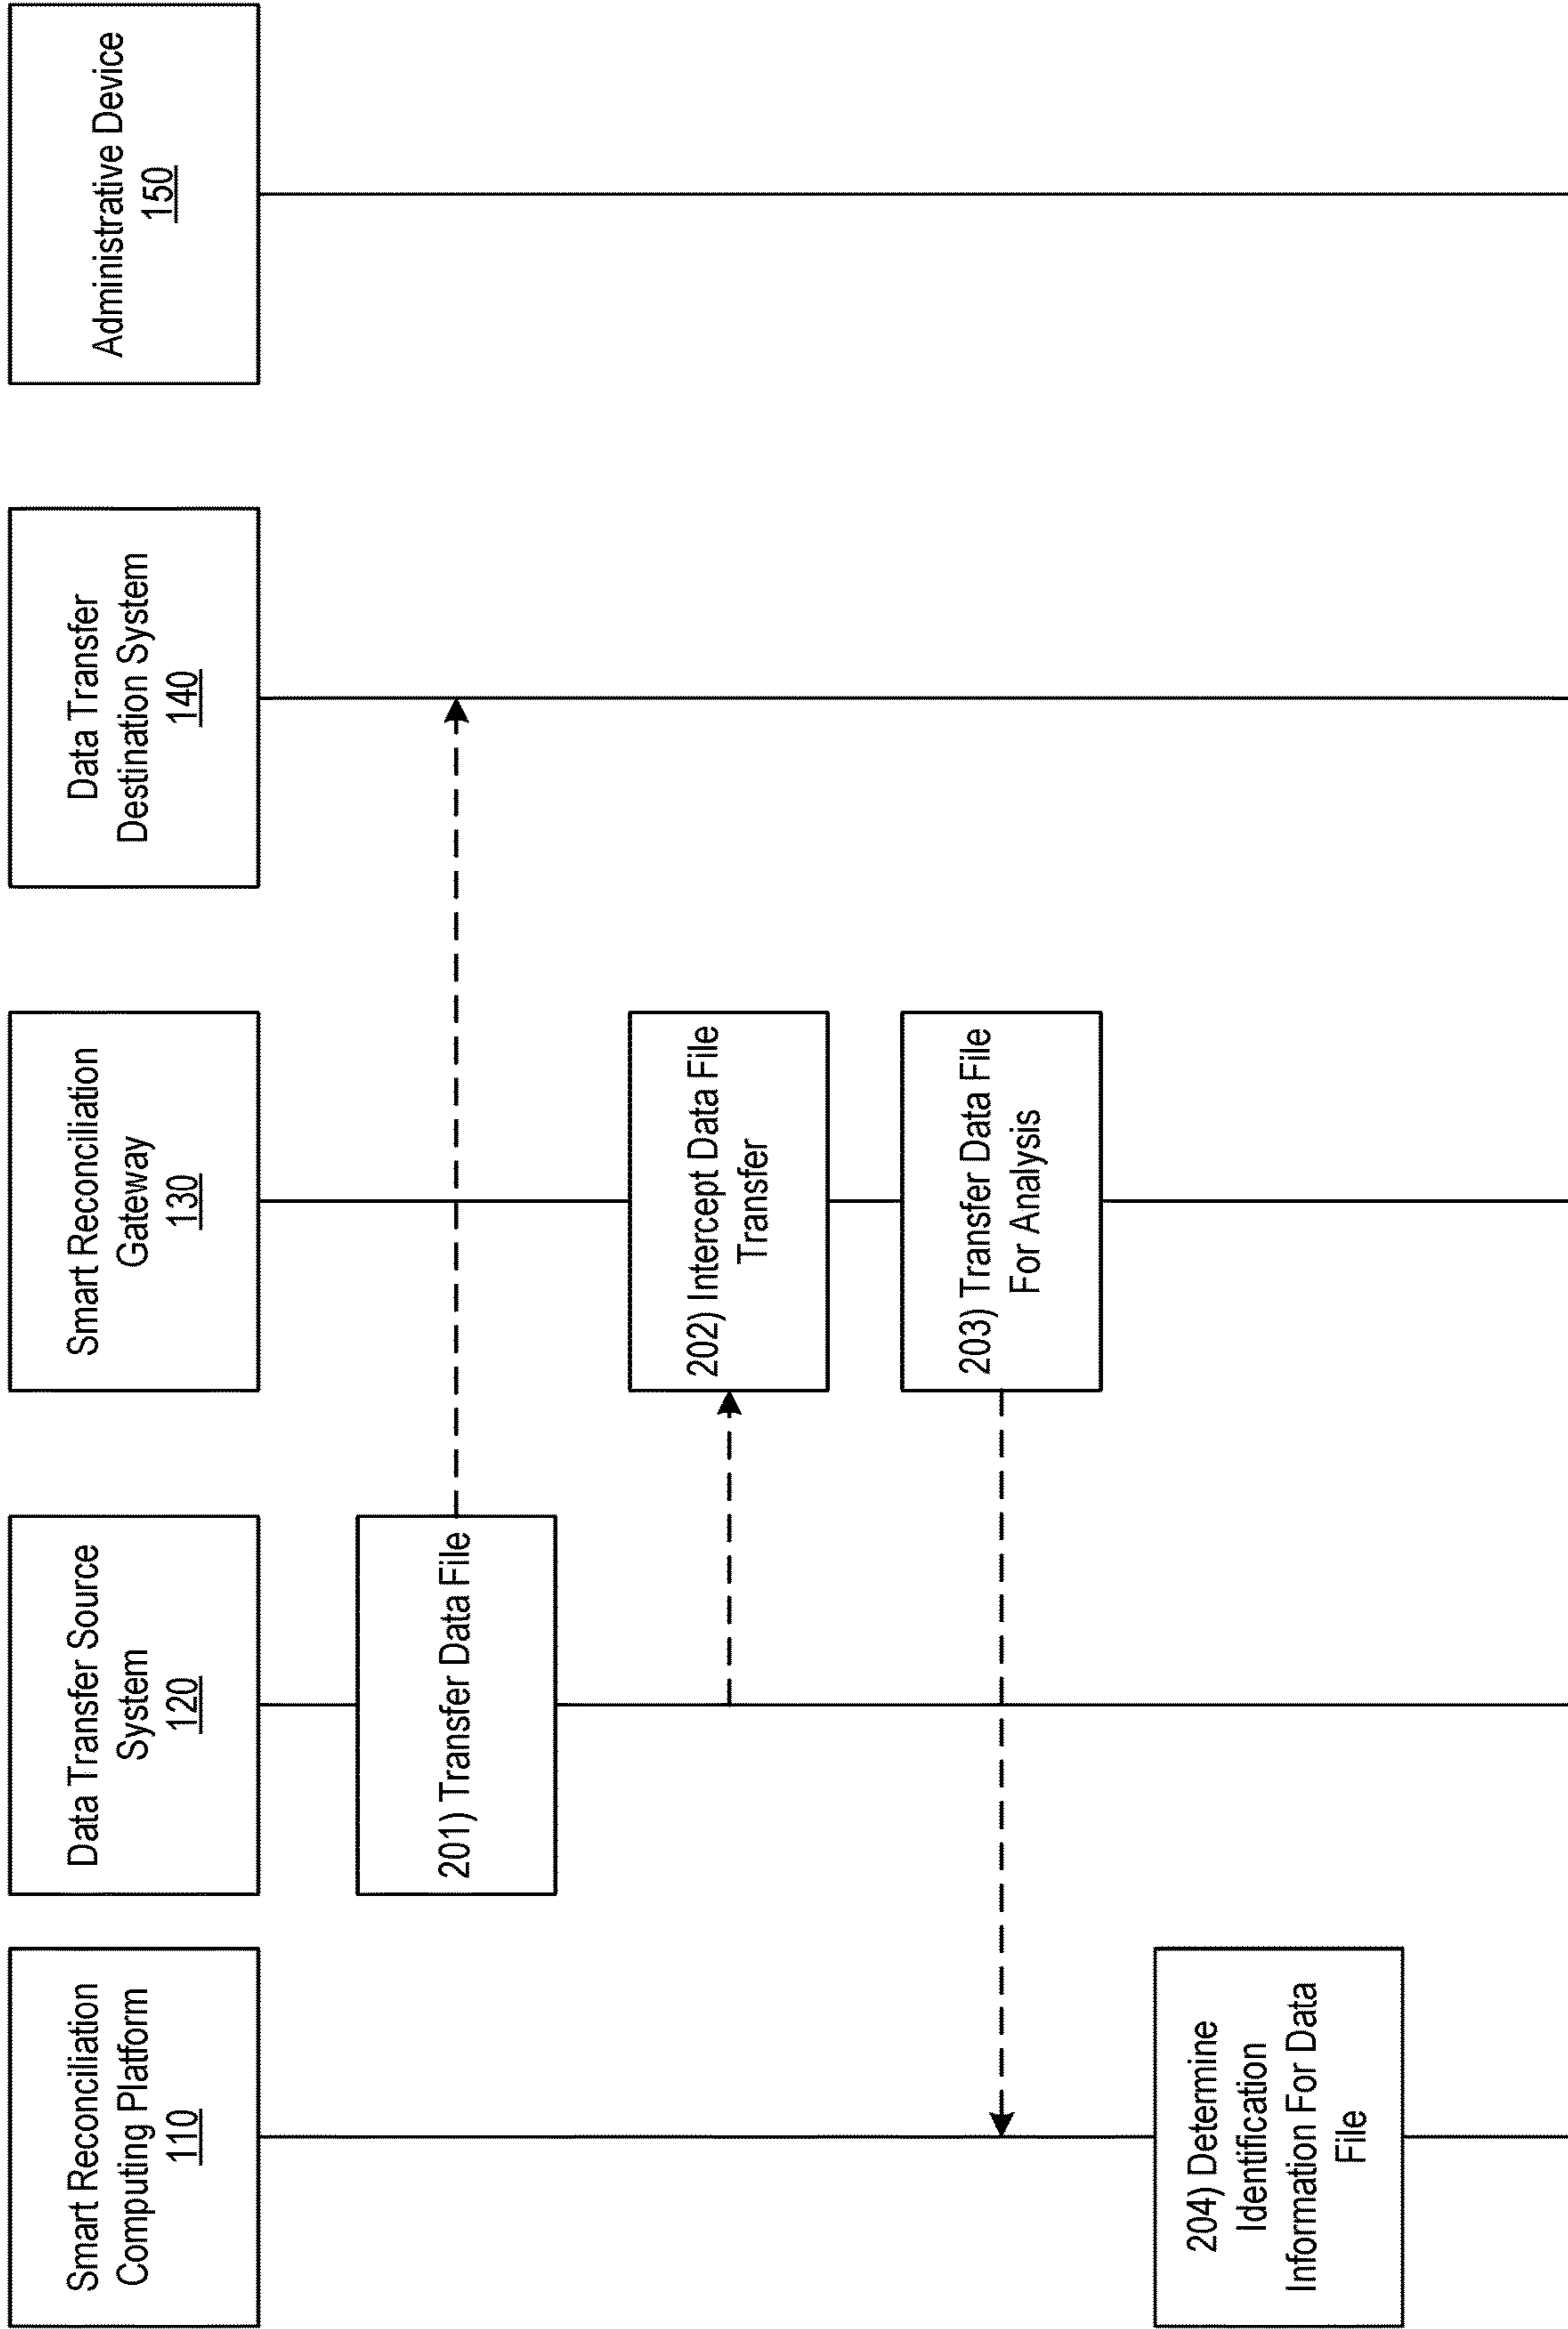 Smart Reconciliation
Computing Platform
110
Data Transfer Source
System
120
Smart Reconciliation
Gateway
130
Data Transfer
Destination System
140
Administrative Device
150
201) Transfer Data File
202) Intercept Data File
Transfer
203) Transfer Data File
For Analysis
204) Determine
Identification
Information For Data
File